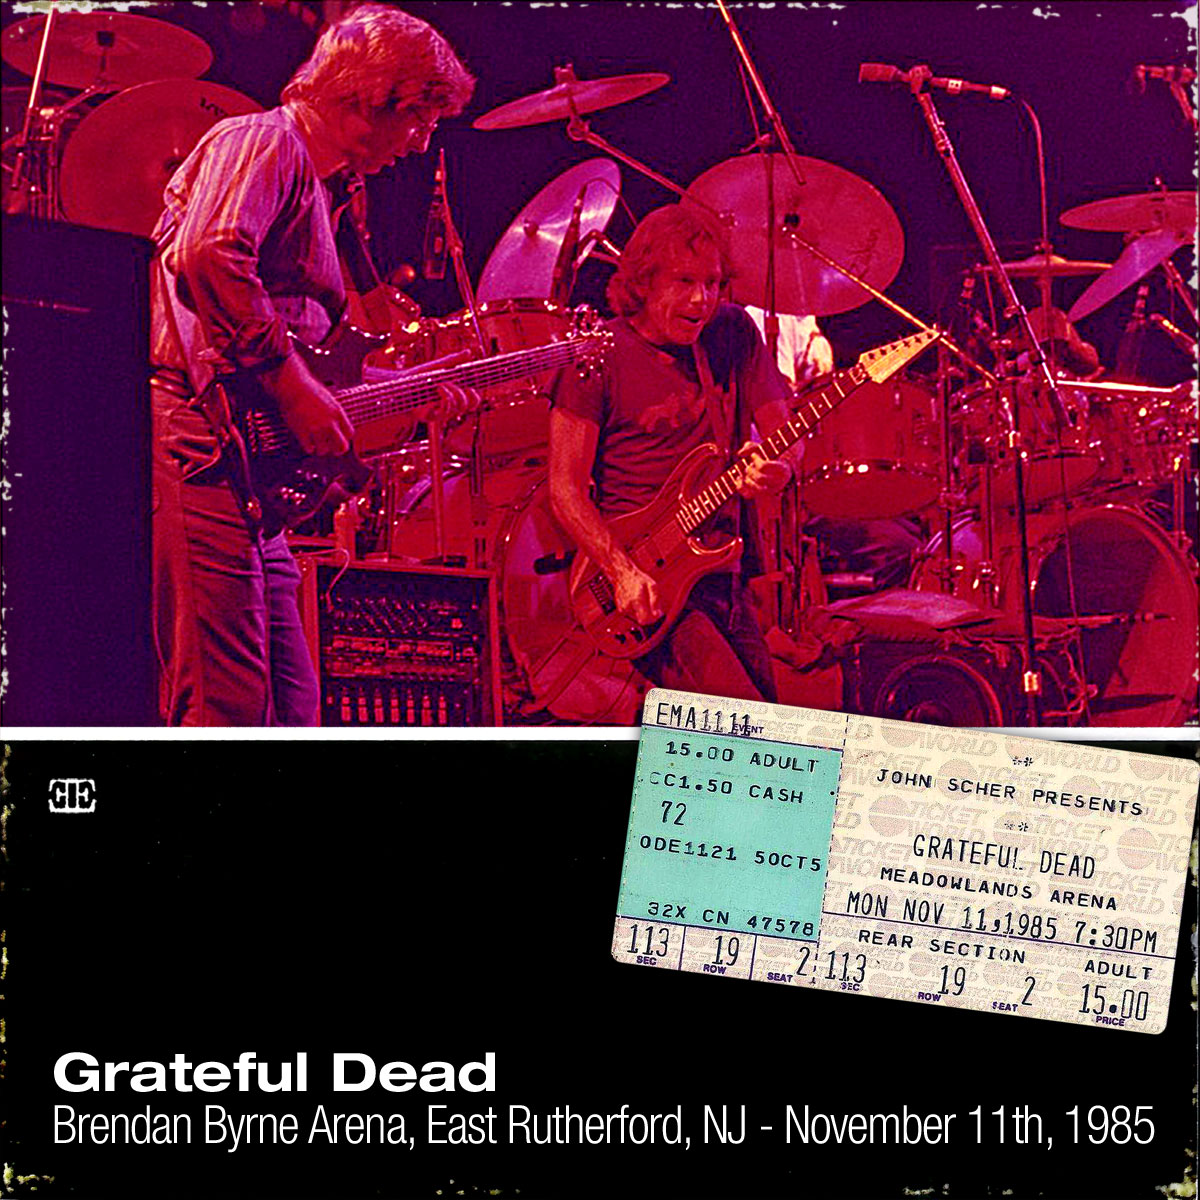 EMA1111
EVENT
15.00 ADULT
CC1.50 CASH
72
ODE1121 5OCT5
32X CN 47578
113 19 2
SEC ROW SEAT
JOHN SCHER PRESENTS
GRATEFUL DEAD
MEADOWLANDS ARENA
MON NOV 11,1985 7:30PM
REAR SECTION ADULT
113 19 2 15.00
SEC ROW SEAT PRICE
TICKET WORLD
Grateful Dead
Brendan Byrne Arena, East Rutherford, NJ - November 11th, 1985